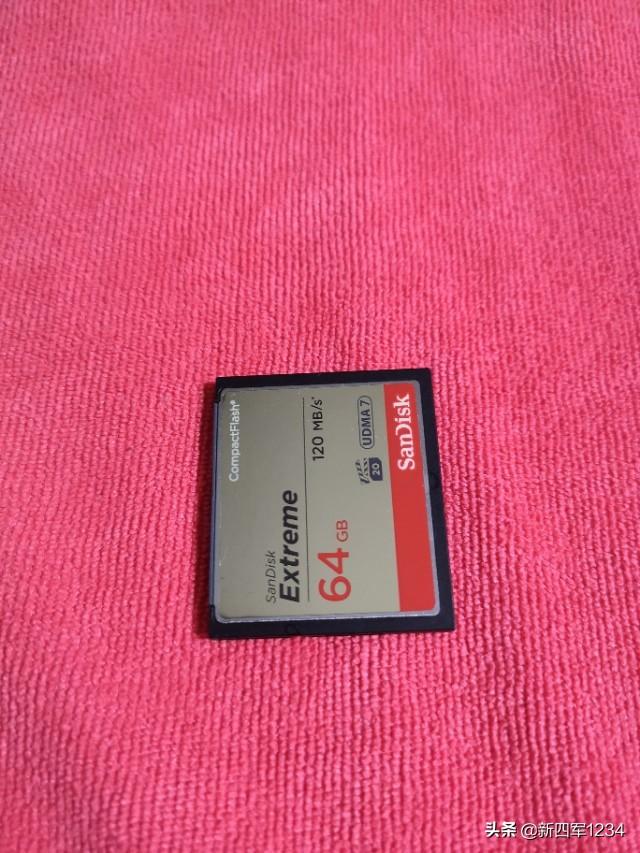 CompactFlash®
SanDisk
Extreme
120 MB/s*
64 GB
20
UDMA 7
SanDisk
头条 @新四军1234